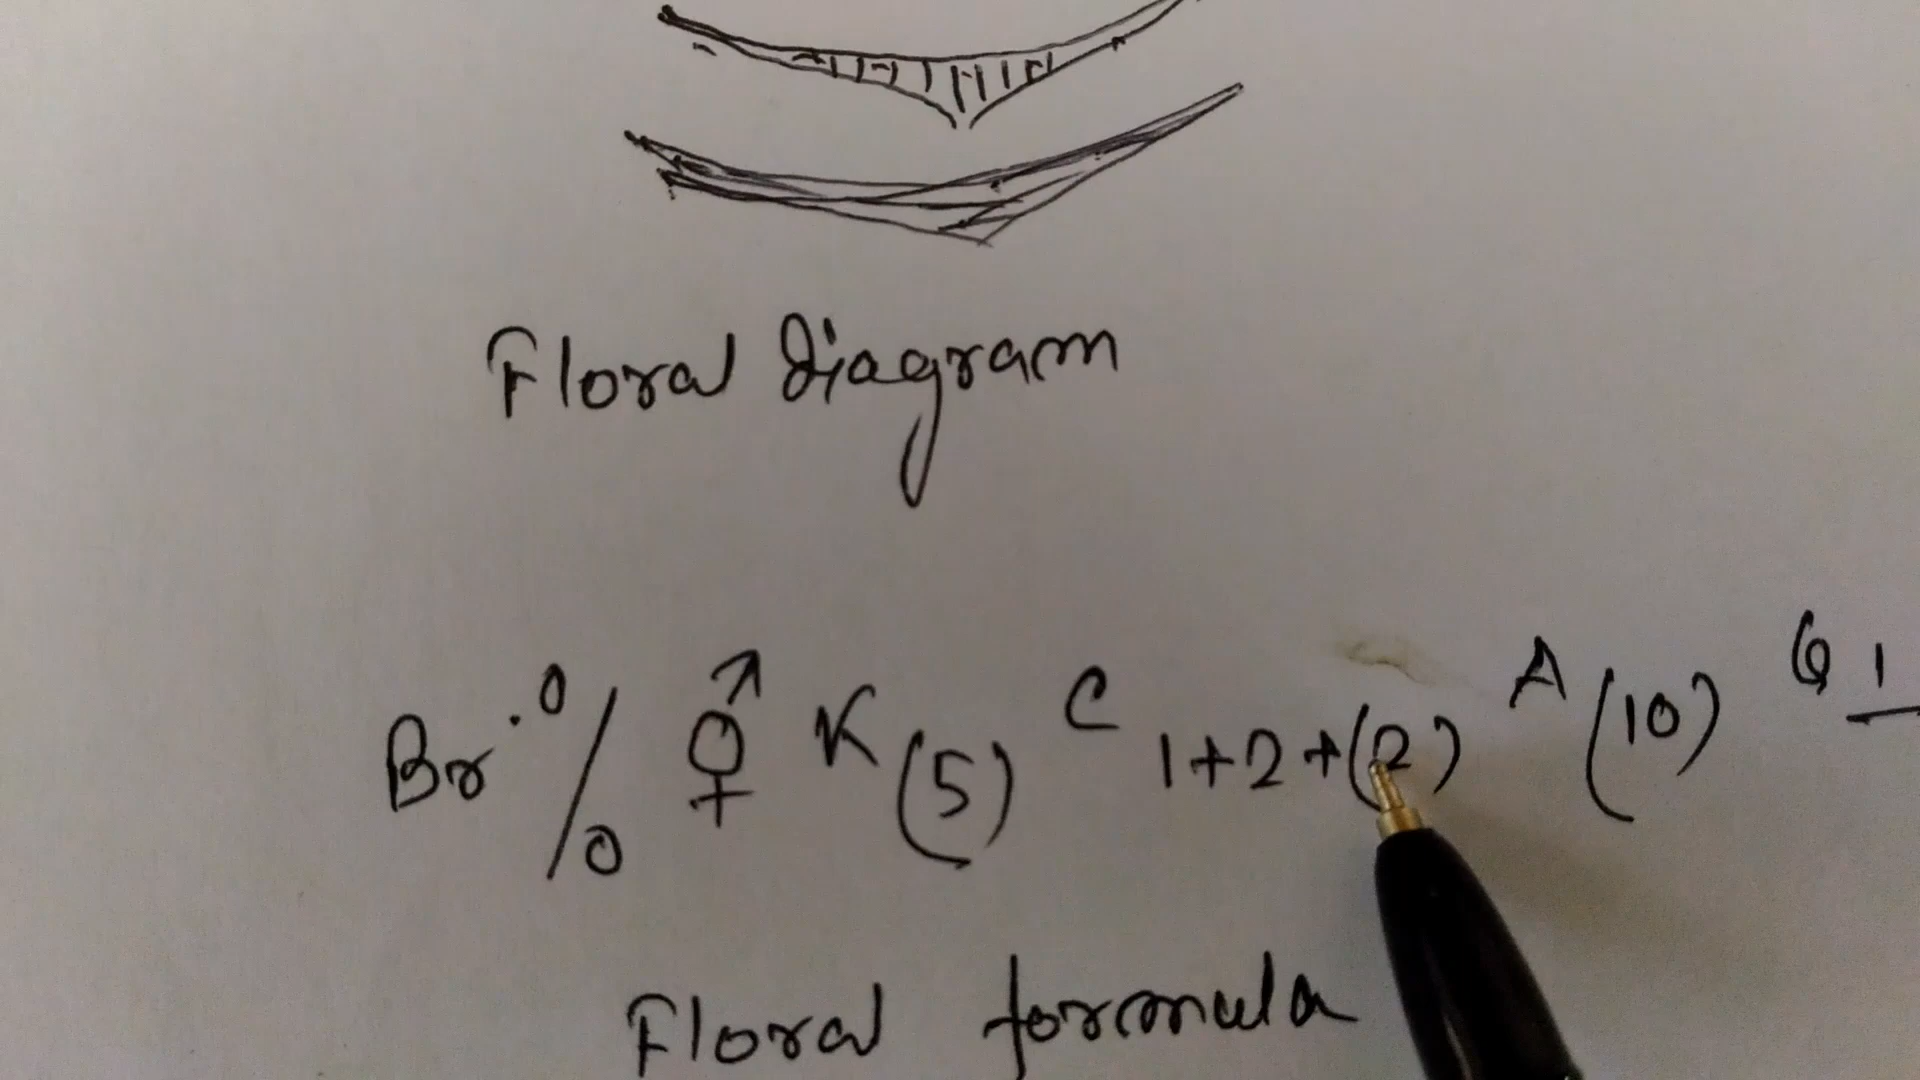 Floral Diagram
Br. % ⚥ K(5) C1+2+(2) A(10) G1
Floral formula